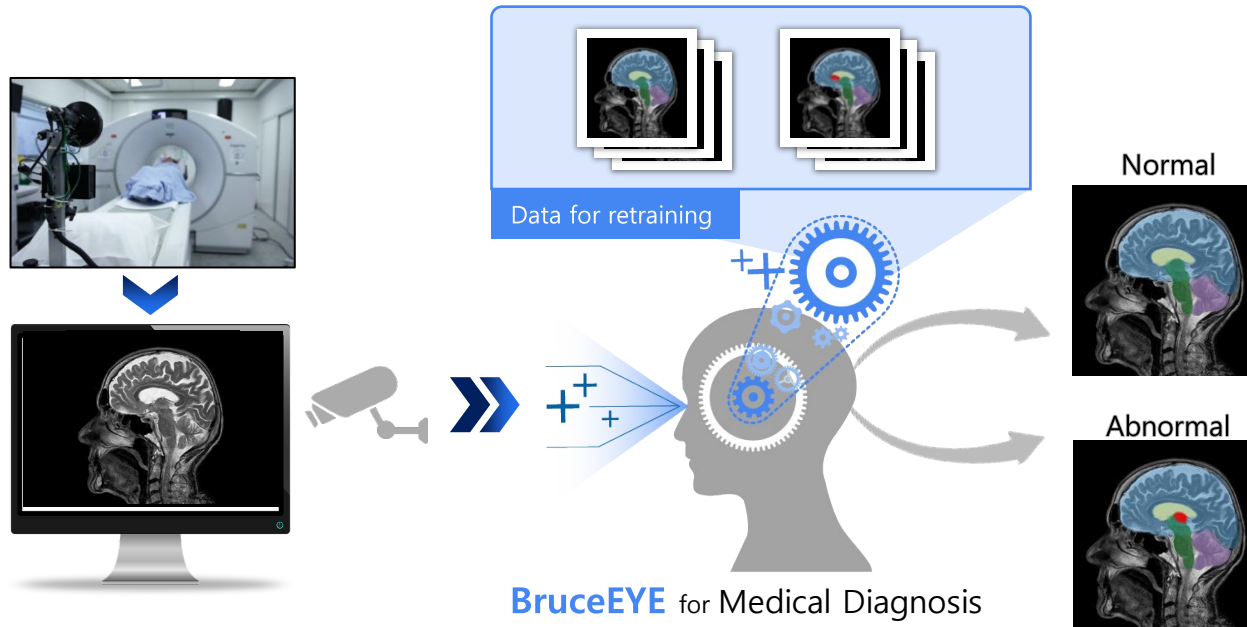 Data for retraining
Normal
Abnormal
BruceEYE for Medical Diagnosis